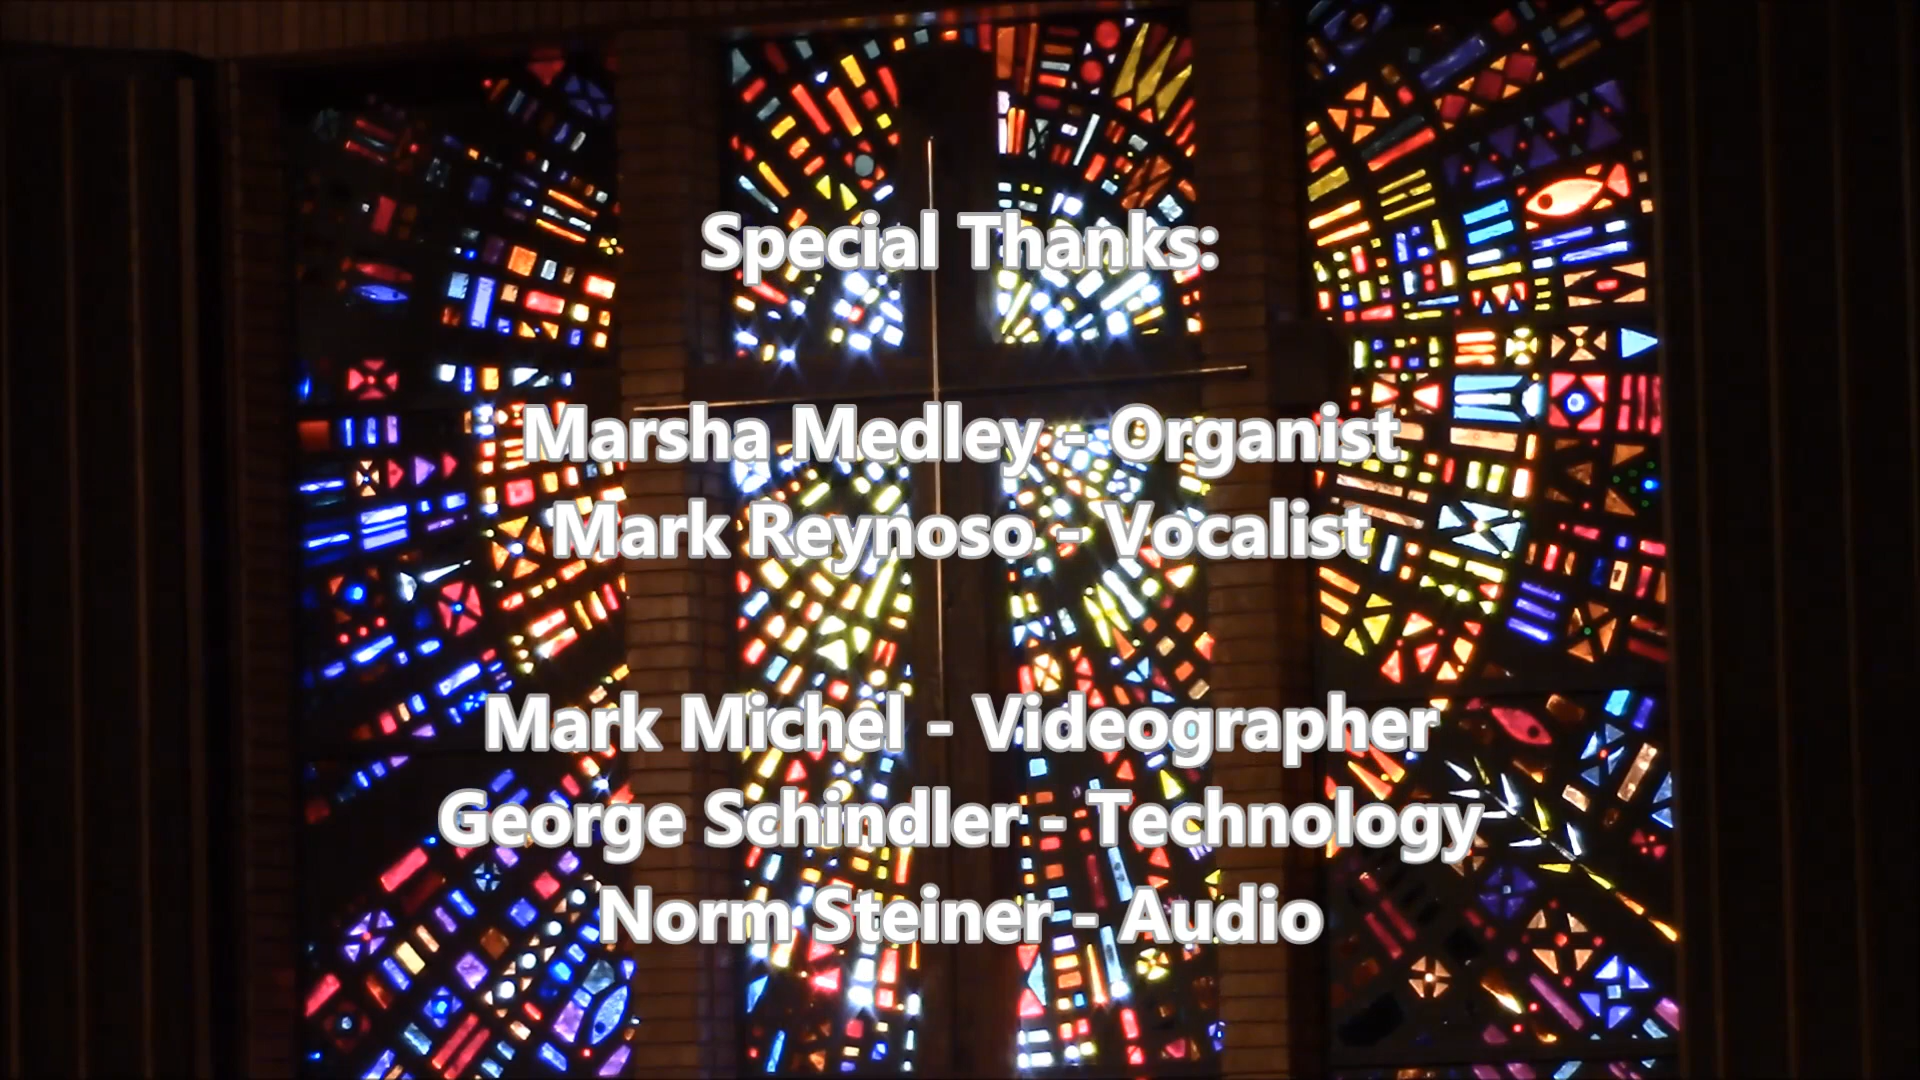 Special Thanks:
Marsha Medley - Organist
Mark Reynoso - Vocalist
Mark Michel - Videographer
George Schindler - Technology
Norm Steiner - Audio